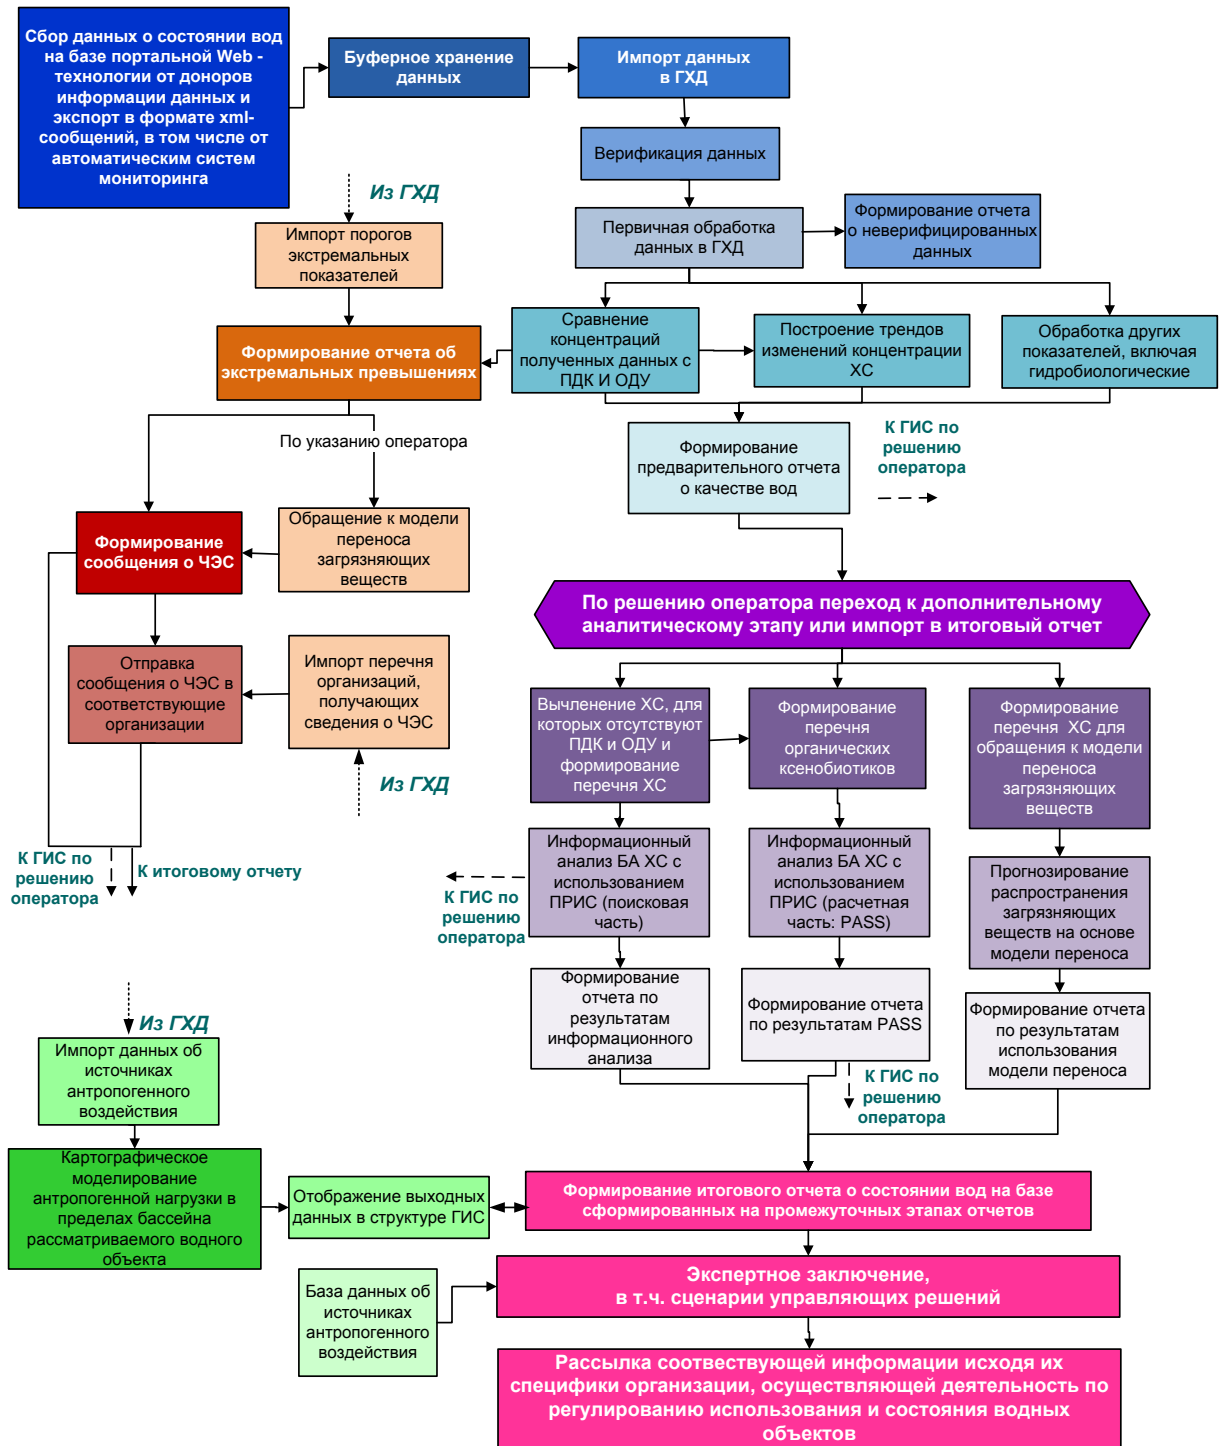 Сбор данных о состоянии вод
на базе портальной Web -
технологии от доноров
информации данных и
экспорт в формате xml-
сообщений, в том числе от
автоматическим систем
мониторинга
Буферное хранение
данных
Импорт данных
в ГХД
Верификация данных
Из ГХД
Импорт порогов
экстремальных
показателей
Первичная обработка
данных в ГХД
Формирование отчета
о неверифицированных
данных
Формирование отчета об
экстремальных превышениях
Сравнение
концентраций
полученных данных с
ПДК И ОДУ
Построение трендов
изменений концентрации
ХС
Обработка других
показателей, включая
гидробиологические
По указанию оператора
Формирование
предварительного отчета
о качестве вод
К ГИС по
решению
оператора
Формирование
сообщения о ЧЭС
Обращение к модели
переноса
загрязняющих
веществ
По решению оператора переход к дополнительному
аналитическому этапу или импорт в итоговый отчет
Отправка
сообщения о ЧЭС в
соответствующие
организации
Импорт перечня
организаций,
получающих
сведения о ЧЭС
Из ГХД
Вычленение ХС, для
которых отсутствуют
ПДК и ОДУ и
формирование
перечня ХС
Формирование
перечня
органических
ксенобиотиков
Формирование
перечня  ХС для
обращения к модели
переноса
загрязняющих
веществ
К ГИС по
решению
оператора
К итоговому отчету
К ГИС по
решению
оператора
Информационный
анализ БА ХС с
использованием
ПРИС (поисковая
часть)
Информационный
анализ БА ХС с
использованием
ПРИС (расчетная
часть: PASS)
Прогнозирование
распространения
загрязняющих
веществ на основе
модели переноса
Формирование
отчета по
результатам
информационного
анализа
Формирование отчета
по результатам PASS
Формирование отчета
по результатам
использования
модели переноса
К ГИС по
решению
оператора
Из ГХД
Импорт данных об
источниках
антропогенного
воздействия
Картографическое
моделирование
антропогенной нагрузки в
пределах бассейна
рассматриваемого водного
объекта
Отображение выходных
данных в структуре ГИС
Формирование итогового отчета о состоянии вод на базе
сформированных на промежуточных этапах отчетов
База данных об
источниках
антропогенного
воздействия
Экспертное заключение,
в т.ч. сценарии управляющих решений
Рассылка соотвествующей информации исходя их
специфики организации, осуществляющей деятельность по
регулированию использования и состояния водных
объектов